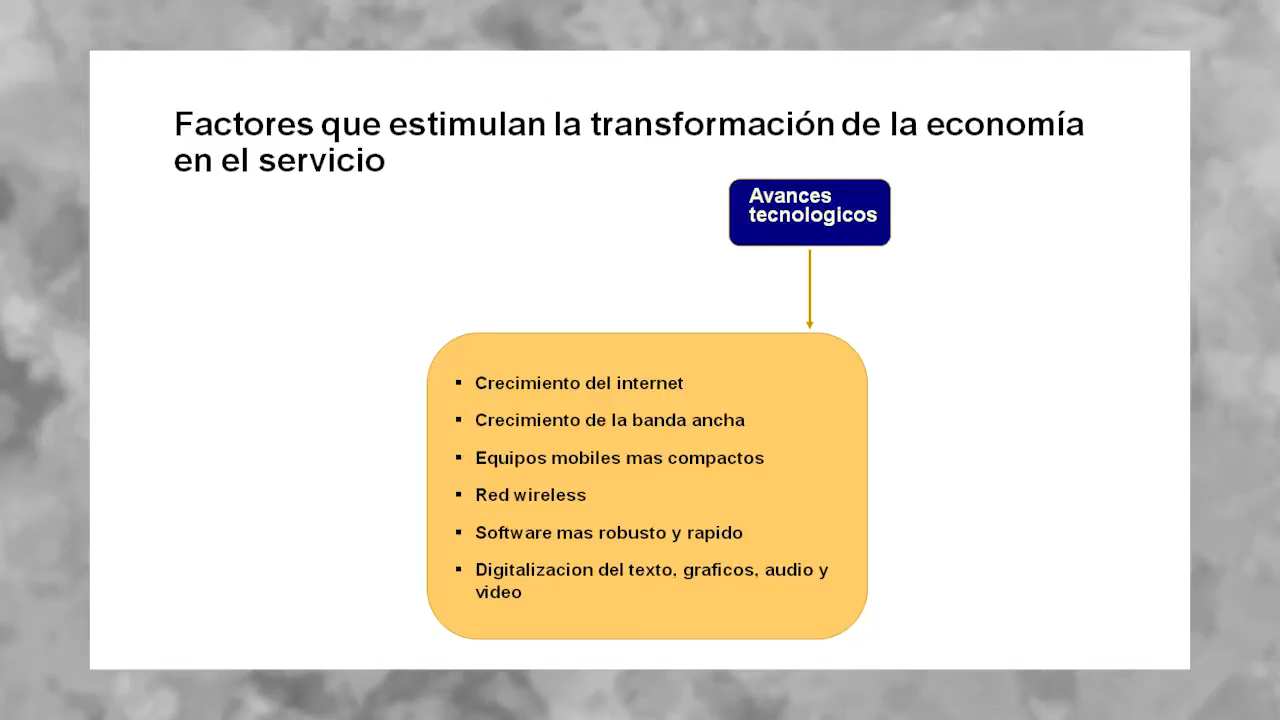 Factores que estimulan la transformación de la economía
en el servicio
Avances
tecnologicos
▪ Crecimiento del internet
▪ Crecimiento de la banda ancha
▪ Equipos mobiles mas compactos
▪ Red wireless
▪ Software mas robusto y rapido
▪ Digitalizacion del texto, graficos, audio y
video